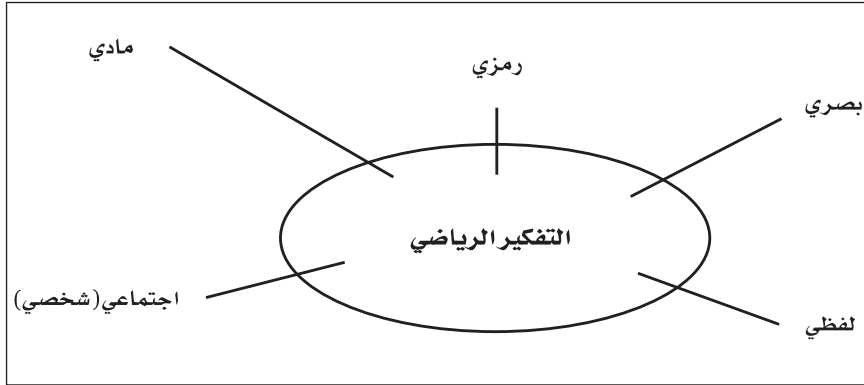 مادي
رمزي
بصري
التفكير الرياضي
اجتماعي (شخصي)
لفظي